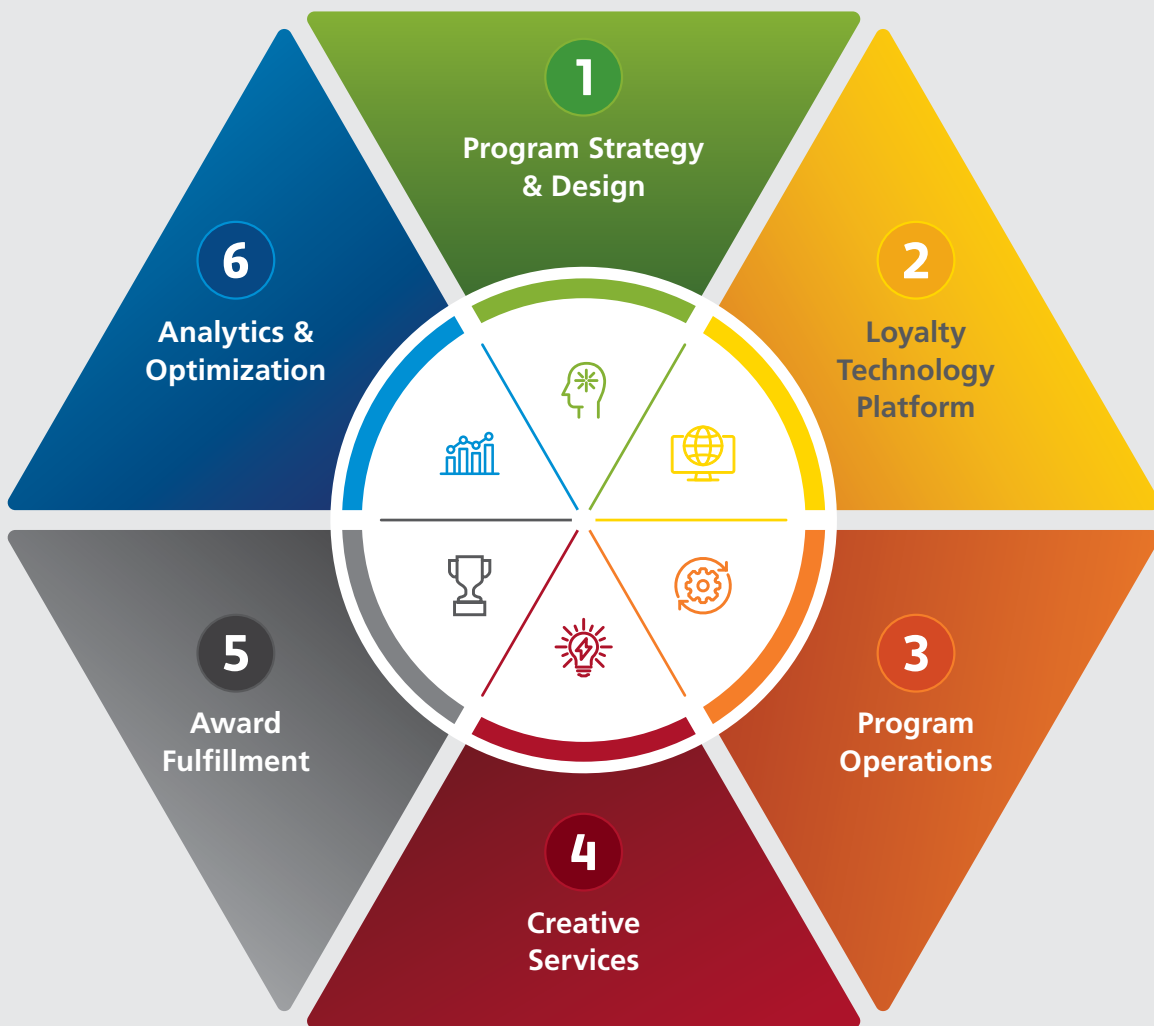 1
Program Strategy
& Design
2
Loyalty
Technology
Platform
3
Program
Operations
4
Creative
Services
5
Award
Fulfillment
6
Analytics &
Optimization